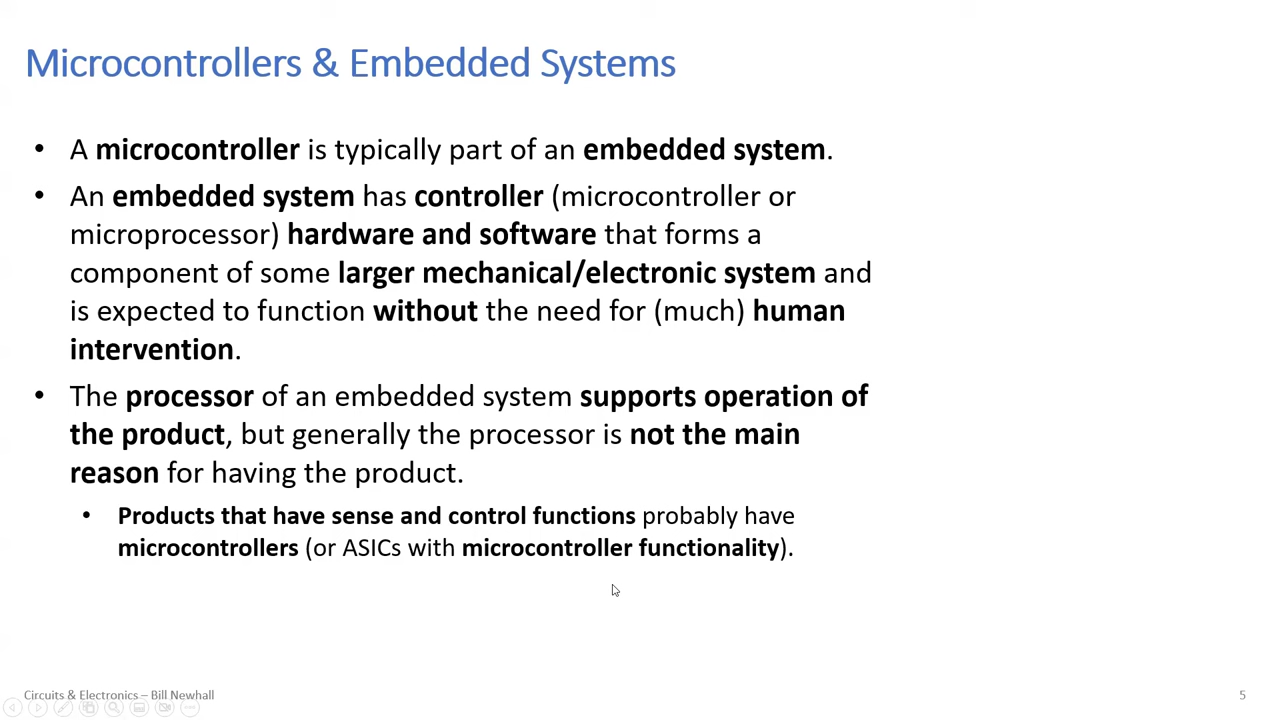 Microcontrollers & Embedded Systems
• A microcontroller is typically part of an embedded system.
• An embedded system has controller (microcontroller or
microprocessor) hardware and software that forms a
component of some larger mechanical/electronic system and
is expected to function without the need for (much) human
intervention.
• The processor of an embedded system supports operation of
the product, but generally the processor is not the main
reason for having the product.
• Products that have sense and control functions probably have
microcontrollers (or ASICs with microcontroller functionality).
Circuits & Electronics – Bill Newhall
5